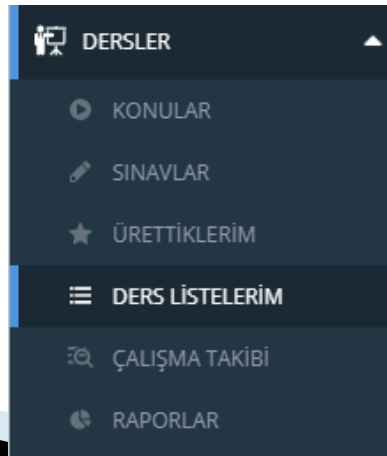 DERSLER
KONULAR
SINAVLAR
ÜRETTİKLERİM
DERS LİSTELERİM
ÇALIŞMA TAKİBİ
RAPORLAR